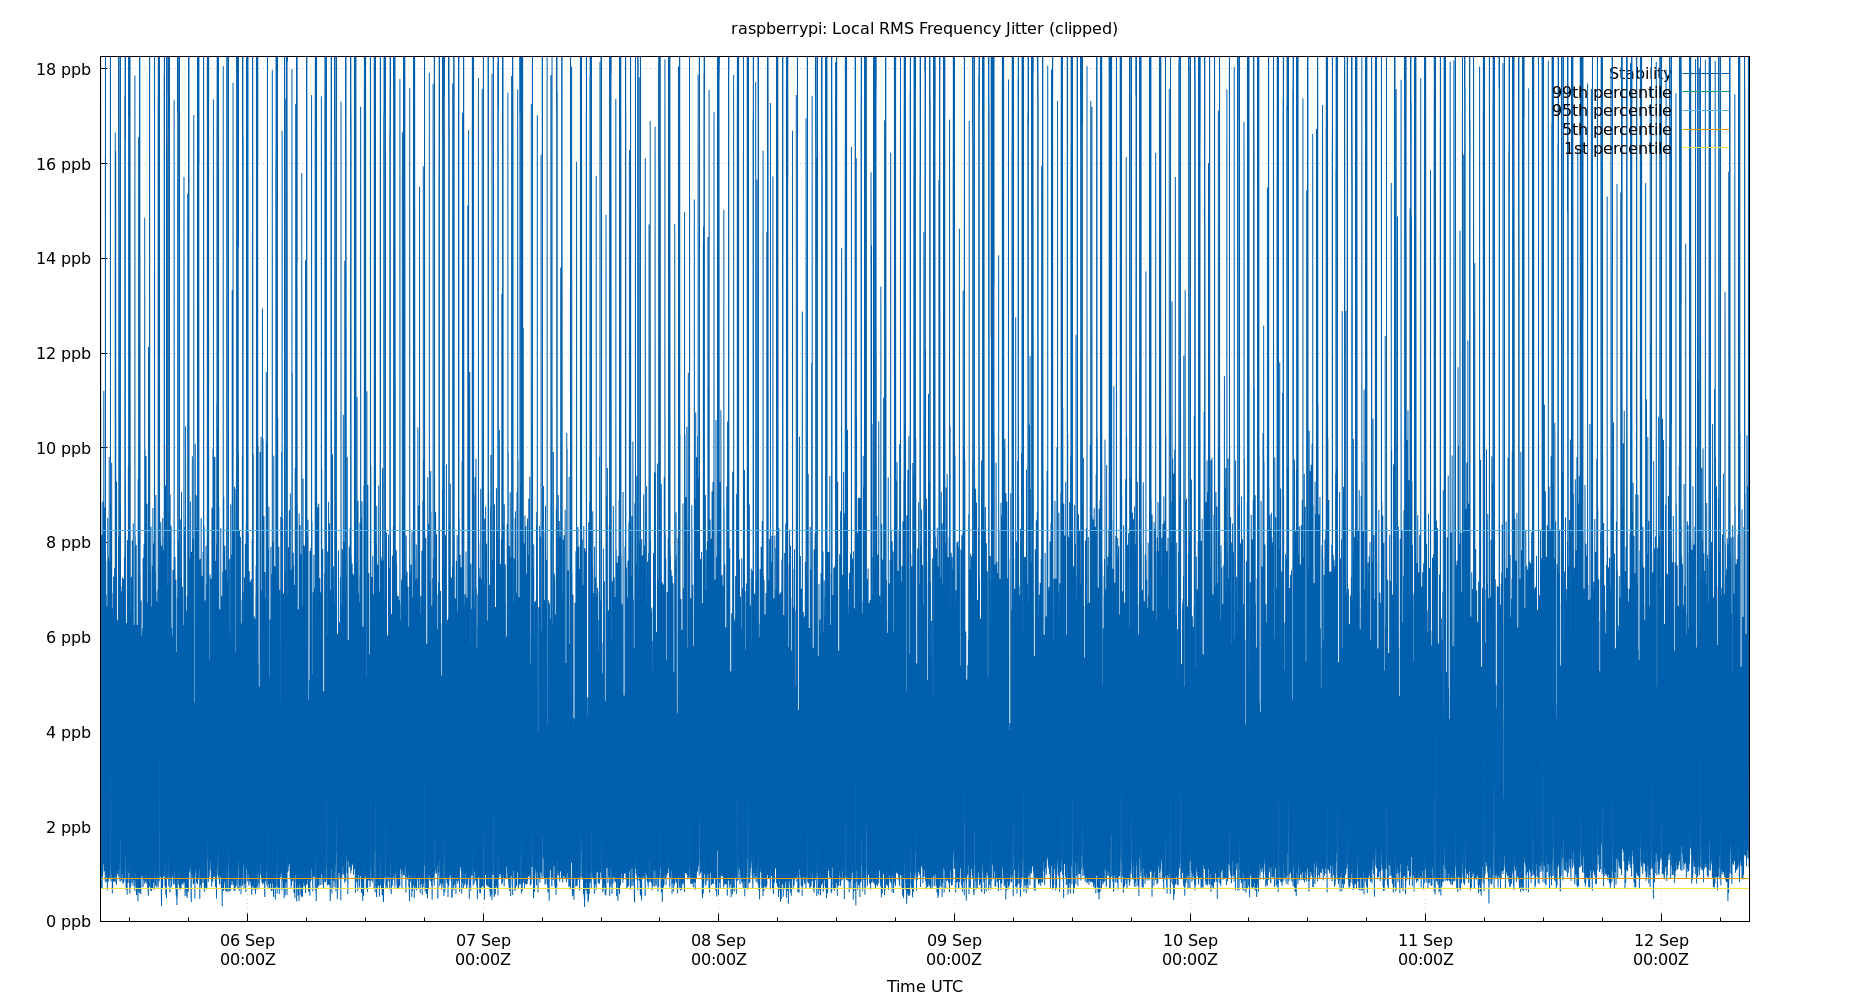 raspberrypi: Local RMS Frequency Jitter (clipped)
18 ppb
16 ppb
14 ppb
12 ppb
10 ppb
8 ppb
6 ppb
4 ppb
2 ppb
0 ppb
Stability
99th percentile
95th percentile
5th percentile
1st percentile
06 Sep 07 Sep 08 Sep 09 Sep 10 Sep 11 Sep 12 Sep
00:00Z 00:00Z 00:00Z 00:00Z 00:00Z 00:00Z 00:00Z
Time UTC